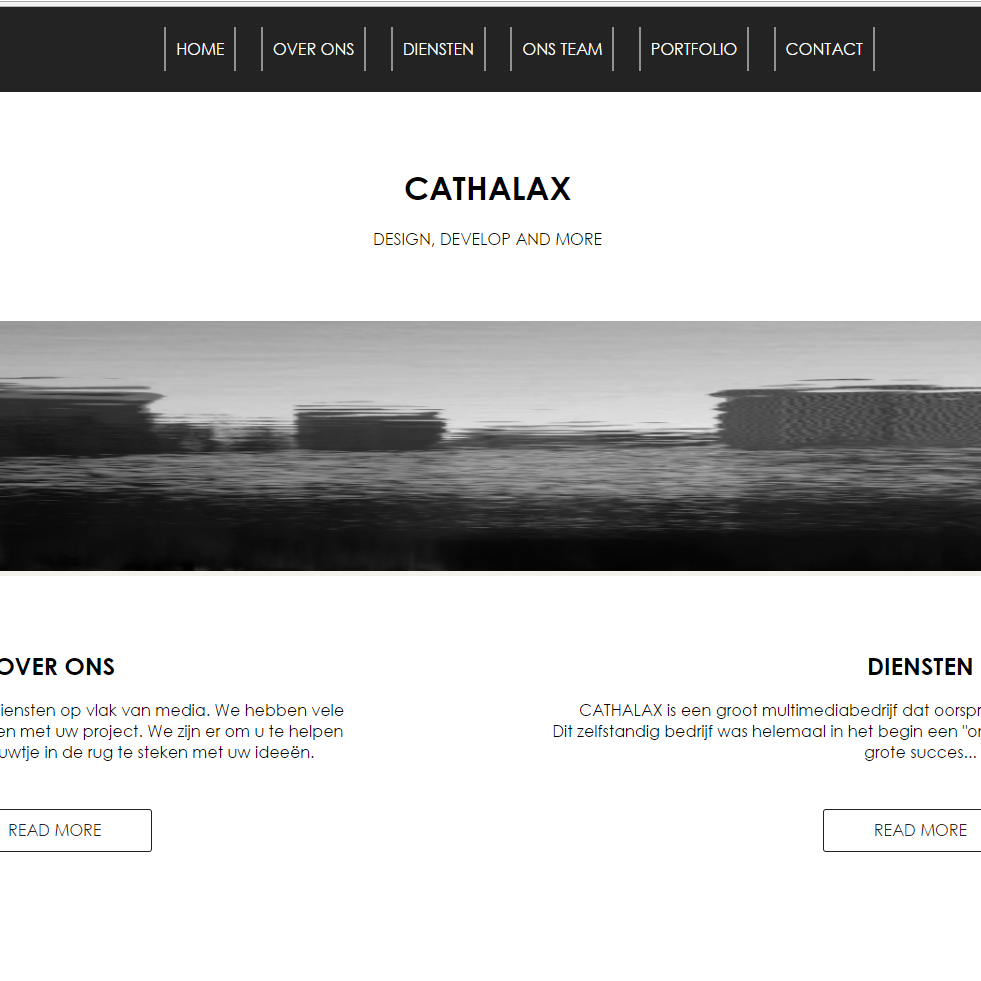 HOME OVER ONS DIENSTEN ONS TEAM PORTFOLIO CONTACT
CATHALAX
DESIGN, DEVELOP AND MORE
OVER ONS
iensten op vlak van media. We hebben vele
en met uw project. We zijn er om u te helpen
uwtje in de rug te steken met uw ideeën.
READ MORE
DIENSTEN
CATHALAX is een groot multimediabedrijf dat oorspr
Dit zelfstandig bedrijf was helemaal in het begin een "or
grote succes...
READ MORE